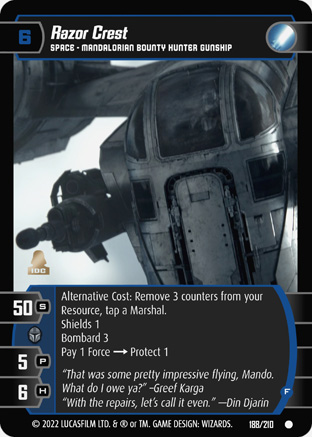 6 Razor Crest
SPACE - MANDALORIAN BOUNTY HUNTER GUNSHIP
IDC
50 S
5 P
6 H
Alternative Cost: Remove 3 counters from your
Resource, tap a Marshal.
Shields 1
Bombard 3
Pay 1 Force → Protect 1
“That was some pretty impressive flying, Mando.
What do I owe ya?” –Greef Karga
“With the repairs, let’s call it even.” —Din Djarin
F
© 2022 LUCASFILM LTD. & ® or TM. GAME DESIGN: WIZARDS. 188/210